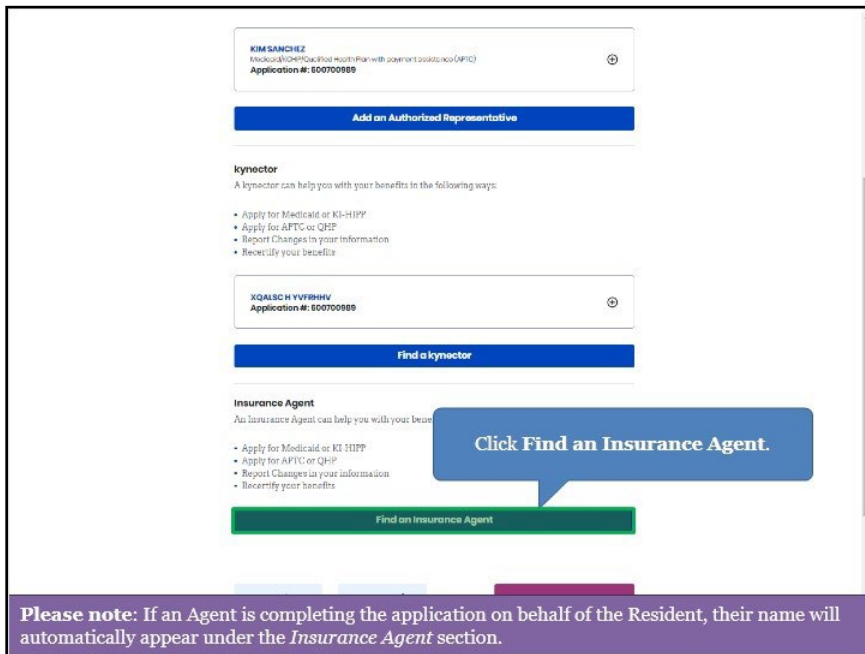 KIM SANCHEZ
Medicaid/KCHIP/Qualified Health Plan with payment assistance (APTC)
Application #: 600700989
Add an Authorized Representative
kynector
A kynector can help you with your benefits in the following ways:
• Apply for Medicaid or KI-HIPP
• Apply for APTC or QHP
• Report Changes in your information
• Recertify your benefits
XQALSC H YVFRHHV
Application #: 600700989
Find a kynector
Insurance Agent
An Insurance Agent can help you with your bene
• Apply for Medicaid or KI-HIPP
• Apply for APTC or QHP
• Report Changes in your information
• Recertify your benefits
Click Find an Insurance Agent.
Find an Insurance Agent
Please note: If an Agent is completing the application on behalf of the Resident, their name will
automatically appear under the Insurance Agent section.